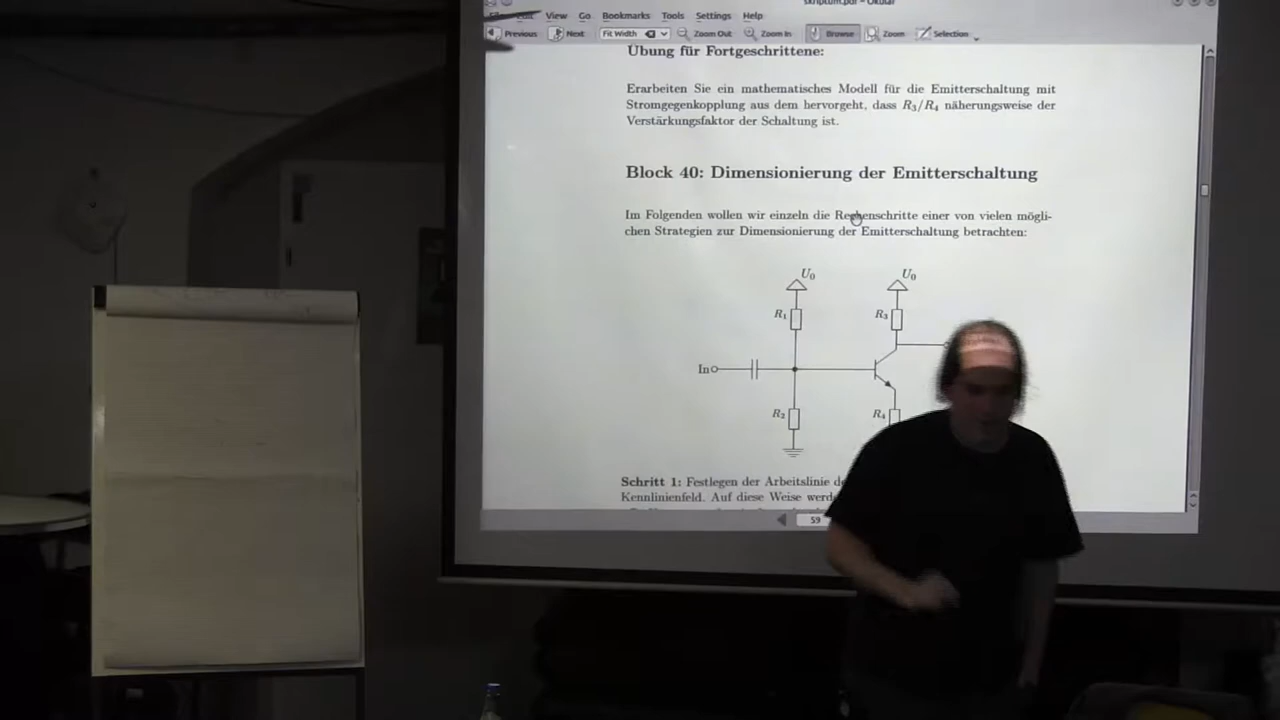 skriptum.pdf – Okular
View Go Bookmarks Tools Settings Help
Previous Next Fit Width Zoom Out Zoom In Browse Zoom Selection
Übung für Fortgeschrittene:
Erarbeiten Sie ein mathematisches Modell für die Emitterschaltung mit
Stromgegenkopplung aus dem hervorgeht, dass R3/R4 näherungsweise der
Verstärkungsfaktor der Schaltung ist.
Block 40: Dimensionierung der Emitterschaltung
Im Folgenden wollen wir einzeln die Rechenschritte einer von vielen mögli-
chen Strategien zur Dimensionierung der Emitterschaltung betrachten:
U0 U0
R1 R3
In
R2 R4
Schritt 1: Festlegen der Arbeitslinie
Kennlinienfeld. Auf diese Weise
59